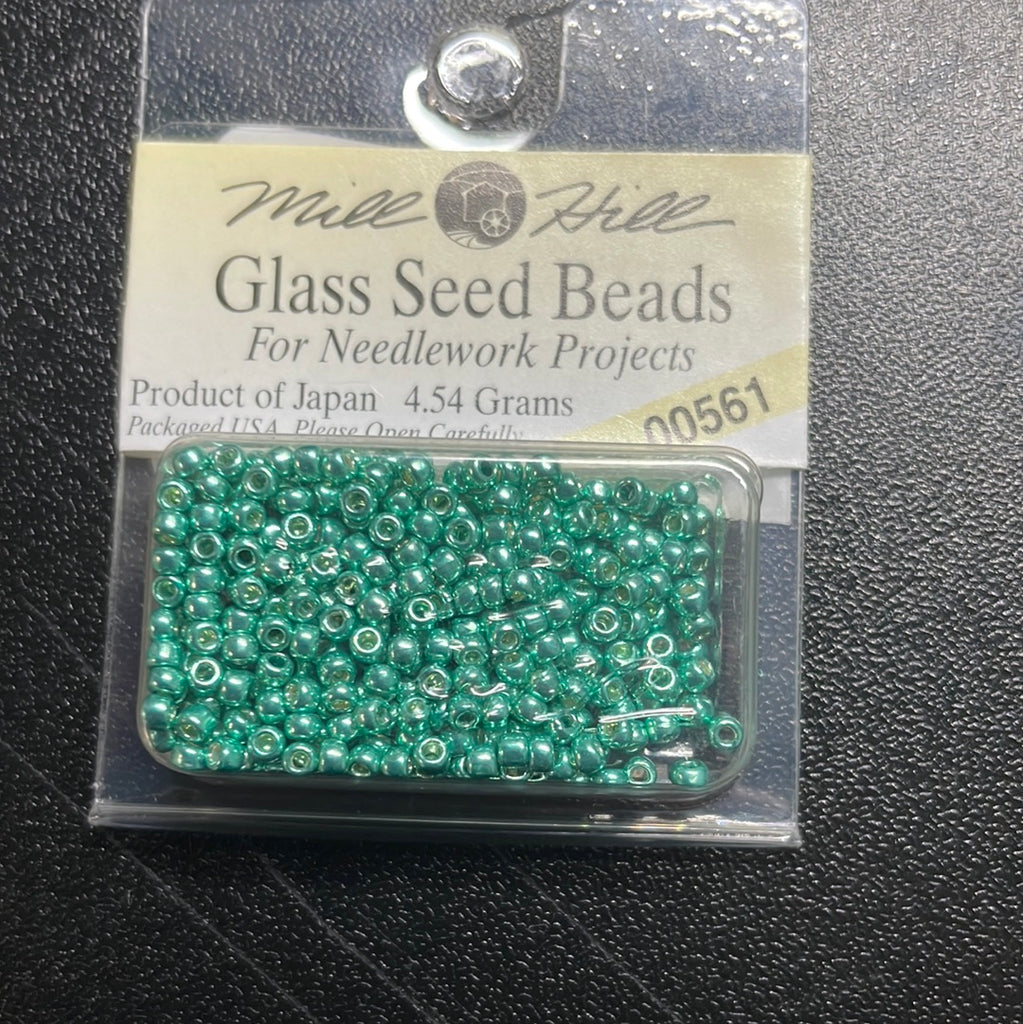 Mill Hill
Glass Seed Beads
For Needlework Projects
Product of Japan 4.54 Grams
00561
Packaged USA. Please Open Carefully.